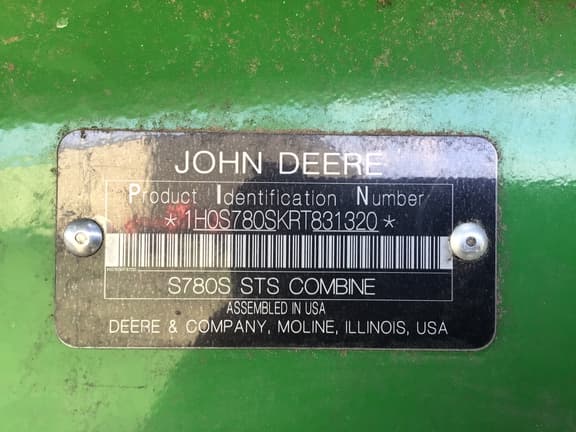 JOHN DEERE
Product Identification Number
*1H0S780SKRT831320*
S780S STS COMBINE
ASSEMBLED IN USA
DEERE & COMPANY, MOLINE, ILLINOIS, USA